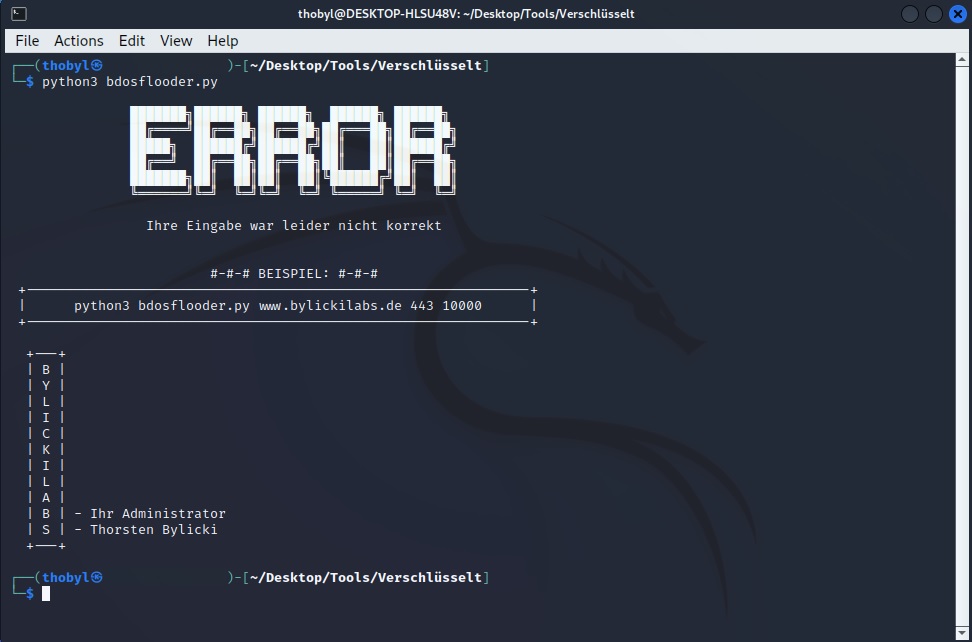 thobyl@DESKTOP-HLSU48V: ~/Desktop/Tools/Verschlüsselt
File Actions Edit View Help
┌──(thobyl㉿ )-[~/Desktop/Tools/Verschlüsselt]
└─$ python3 bdosflooder.py
ERROR
Ihre Eingabe war leider nicht korrekt
#-#-# BEISPIEL: #-#-#
python3 bdosflooder.py www.bylickilabs.de 443 10000
B
Y
L
I
C
K
I
L
A
B - Ihr Administrator
S - Thorsten Bylicki
┌──(thobyl㉿ )-[~/Desktop/Tools/Verschlüsselt]
└─$